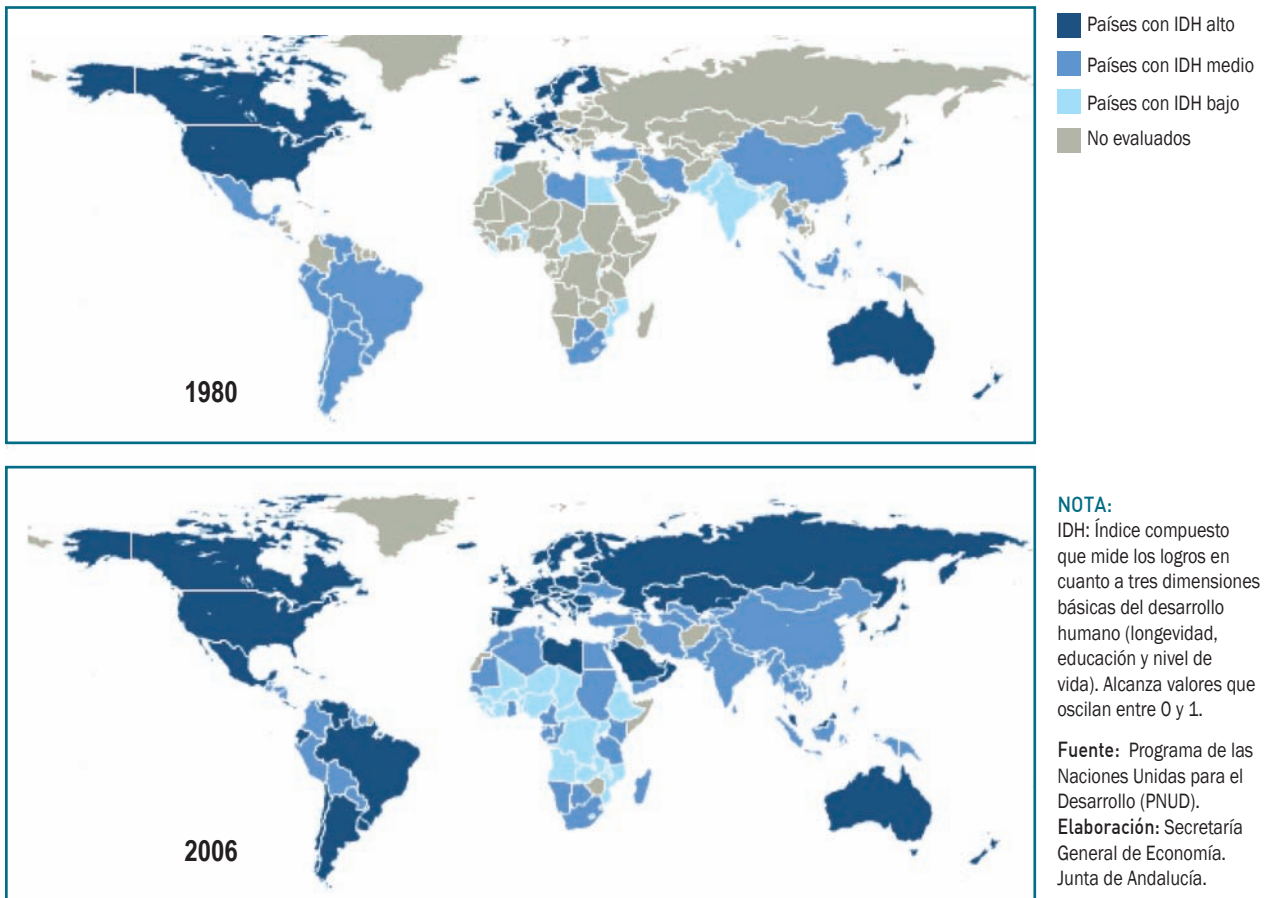 Países con IDH alto
Países con IDH medio
Países con IDH bajo
No evaluados
1980
2006
NOTA:
IDH: Índice compuesto
que mide los logros en
cuanto a tres dimensiones
básicas del desarrollo
humano (longevidad,
educación y nivel de
vida). Alcanza valores que
oscilan entre 0 y 1.
Fuente: Programa de las
Naciones Unidas para el
Desarrollo (PNUD).
Elaboración: Secretaría
General de Economía.
Junta de Andalucía.